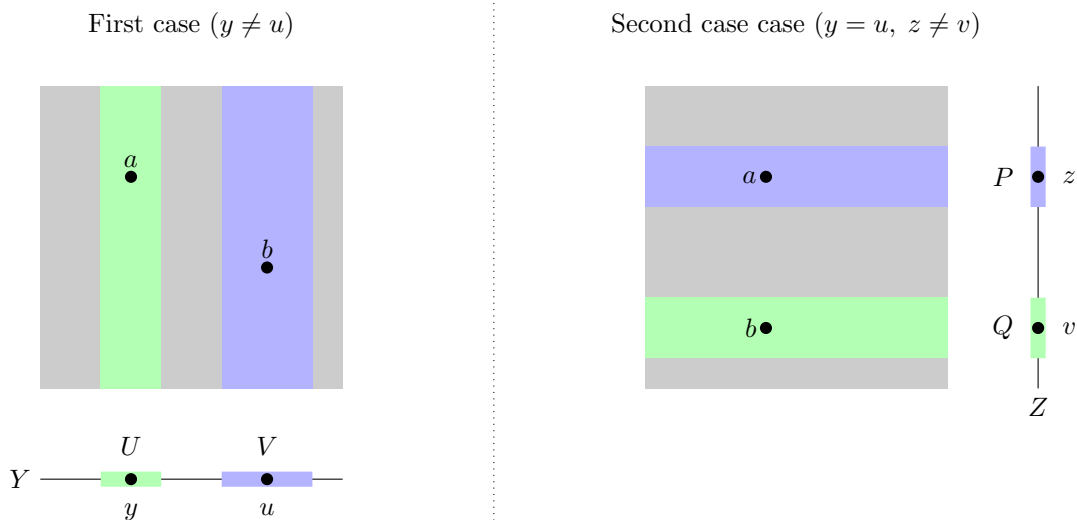 First case (y ≠ u)
a
b
U V
Y
y u
Second case case (y = u, z ≠ v)
a P z
b Q v
Z